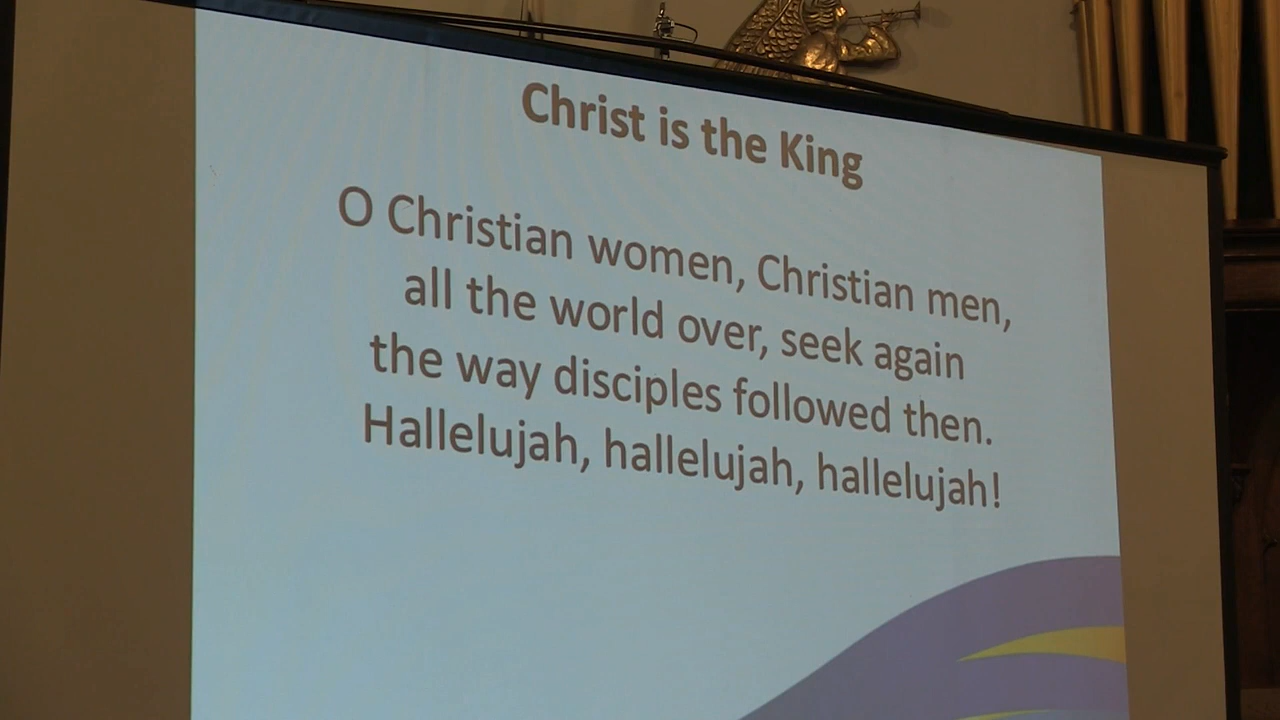 Christ is the King
O Christian women, Christian men,
all the world over, seek again
the way disciples followed then.
Hallelujah, hallelujah, hallelujah!